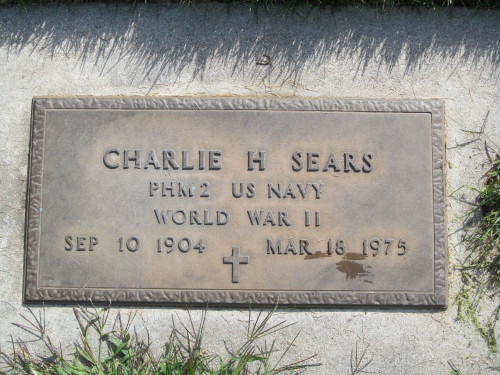 CHARLIE H SEARS
PHM2 US NAVY
WORLD WAR II
SEP 10 1904 MAR 18 1975